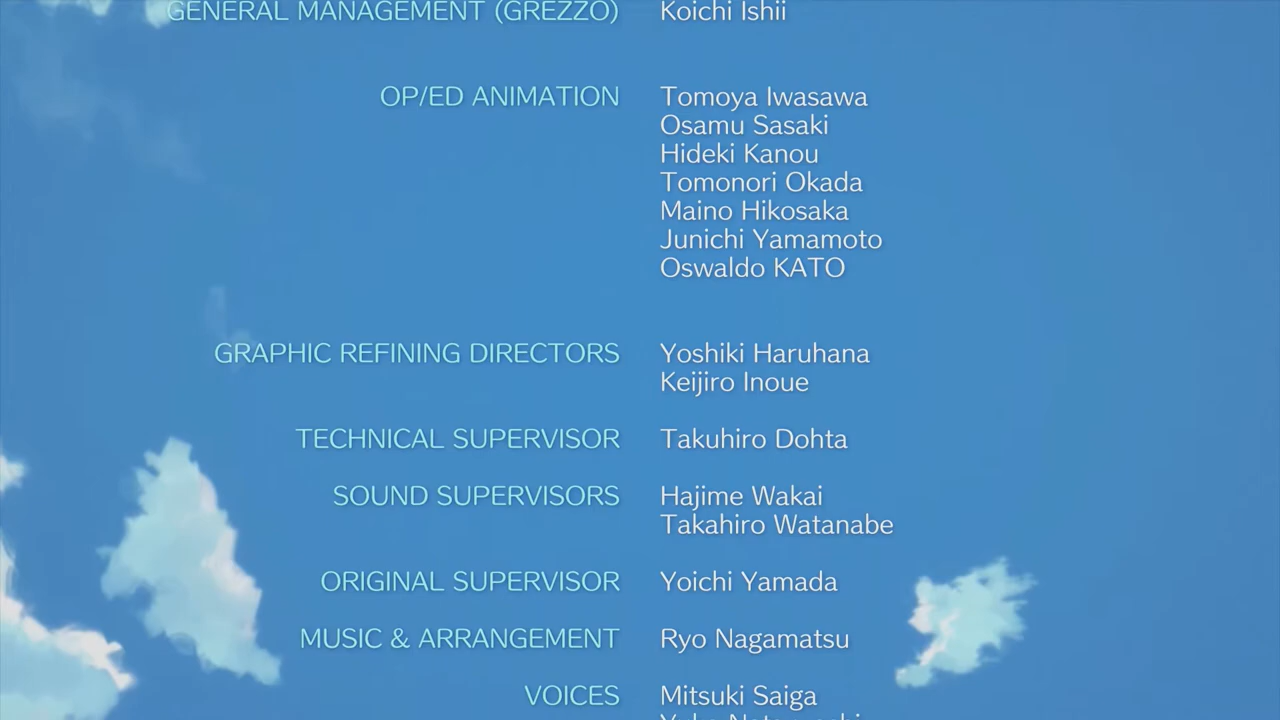 GENERAL MANAGEMENT (GREZZO) Koichi Ishii
OP/ED ANIMATION Tomoya Iwasawa
Osamu Sasaki
Hideki Kanou
Tomonori Okada
Maino Hikosaka
Junichi Yamamoto
Oswaldo KATO
GRAPHIC REFINING DIRECTORS Yoshiki Haruhana
Keijiro Inoue
TECHNICAL SUPERVISOR Takuhiro Dohta
SOUND SUPERVISORS Hajime Wakai
Takahiro Watanabe
ORIGINAL SUPERVISOR Yoichi Yamada
MUSIC & ARRANGEMENT Ryo Nagamatsu
VOICES Mitsuki Saiga